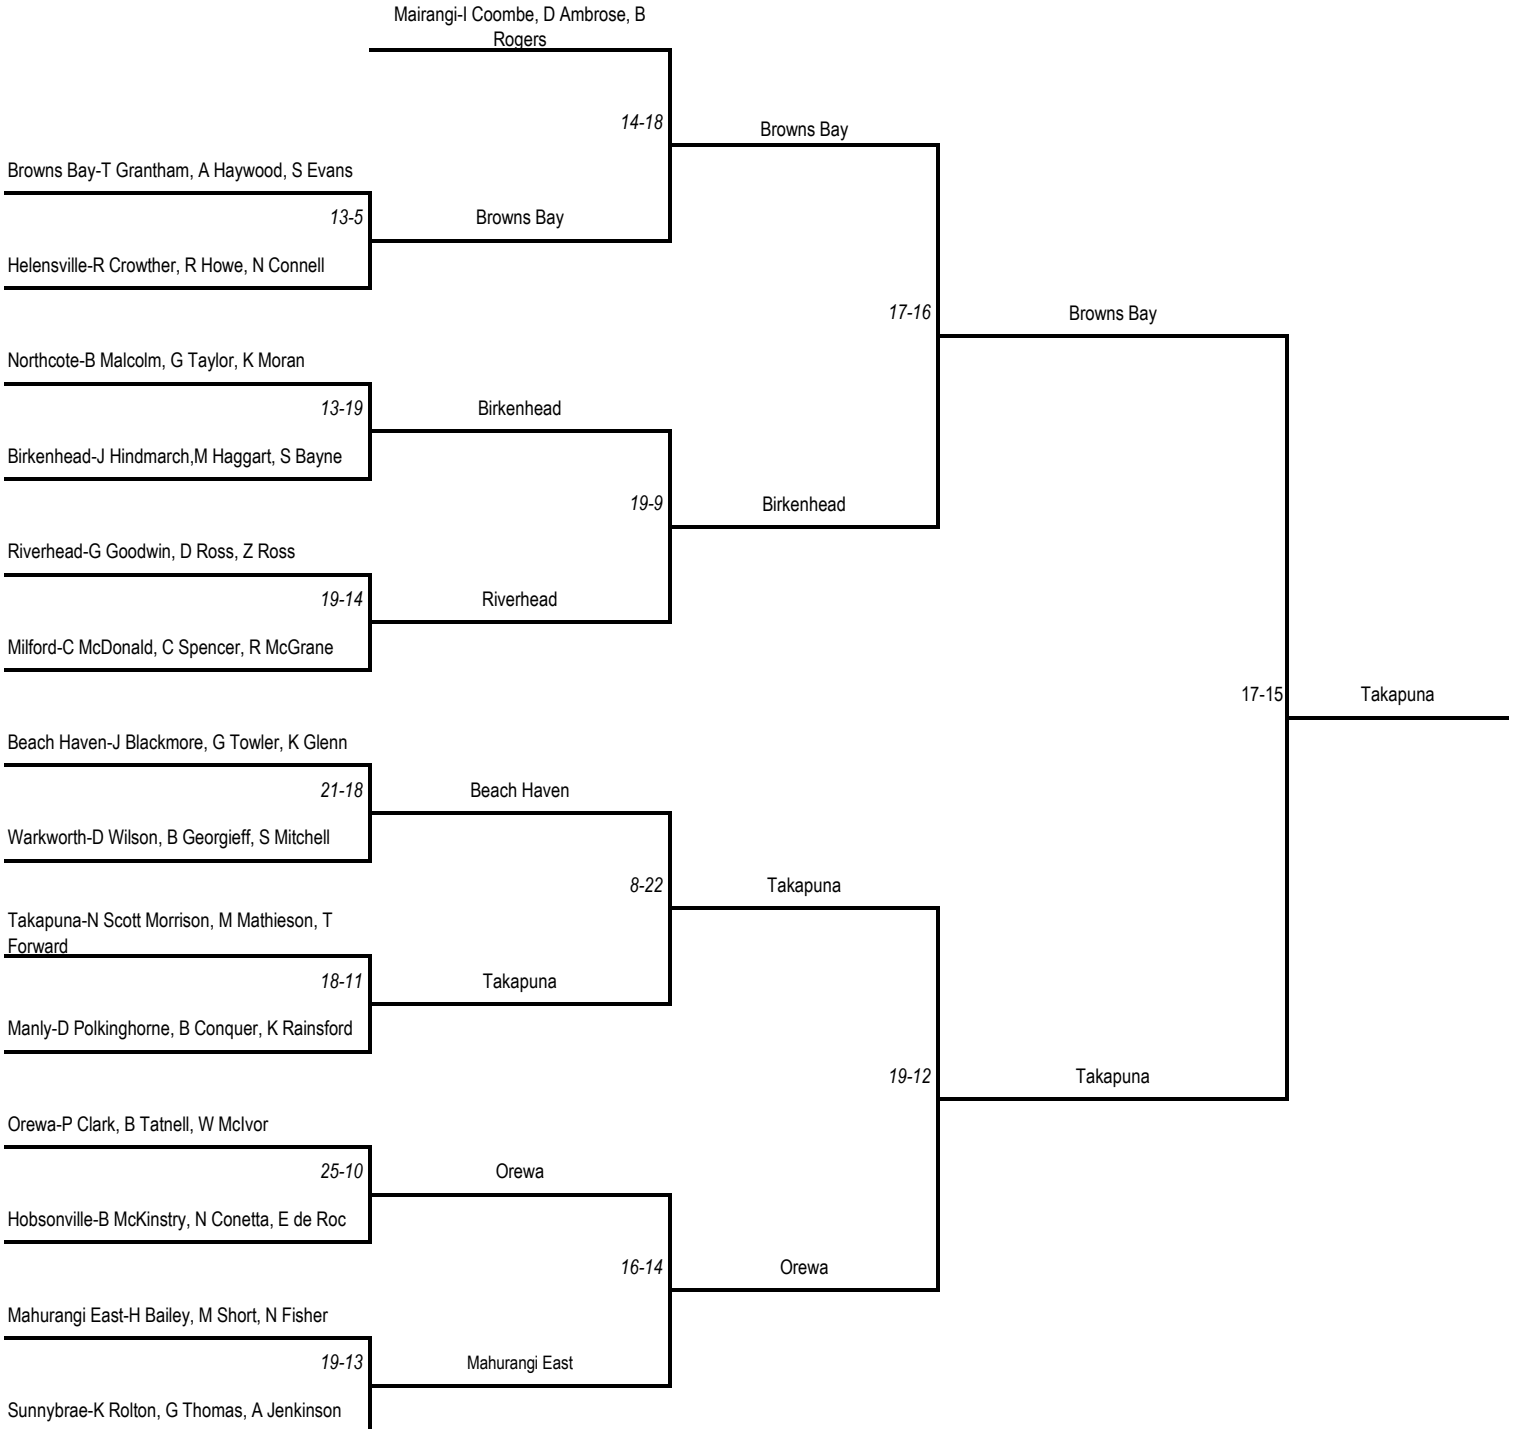 Mairangi-I Coombe, D Ambrose, B
Rogers
14-18
Browns Bay
Browns Bay-T Grantham, A Haywood, S Evans
13-5
Browns Bay
Helensville-R Crowther, R Howe, N Connell
17-16
Browns Bay
Northcote-B Malcolm, G Taylor, K Moran
13-19
Birkenhead
Birkenhead-J Hindmarch,M Haggart, S Bayne
19-9
Birkenhead
Riverhead-G Goodwin, D Ross, Z Ross
19-14
Riverhead
Milford-C McDonald, C Spencer, R McGrane
17-15
Takapuna
Beach Haven-J Blackmore, G Towler, K Glenn
21-18
Beach Haven
Warkworth-D Wilson, B Georgieff, S Mitchell
8-22
Takapuna
Takapuna-N Scott Morrison, M Mathieson, T
Forward
18-11
Takapuna
Manly-D Polkinghorne, B Conquer, K Rainsford
19-12
Takapuna
Orewa-P Clark, B Tatnell, W McIvor
25-10
Orewa
Hobsonville-B McKinstry, N Conetta, E de Roc
16-14
Orewa
Mahurangi East-H Bailey, M Short, N Fisher
19-13
Mahurangi East
Sunnybrae-K Rolton, G Thomas, A Jenkinson